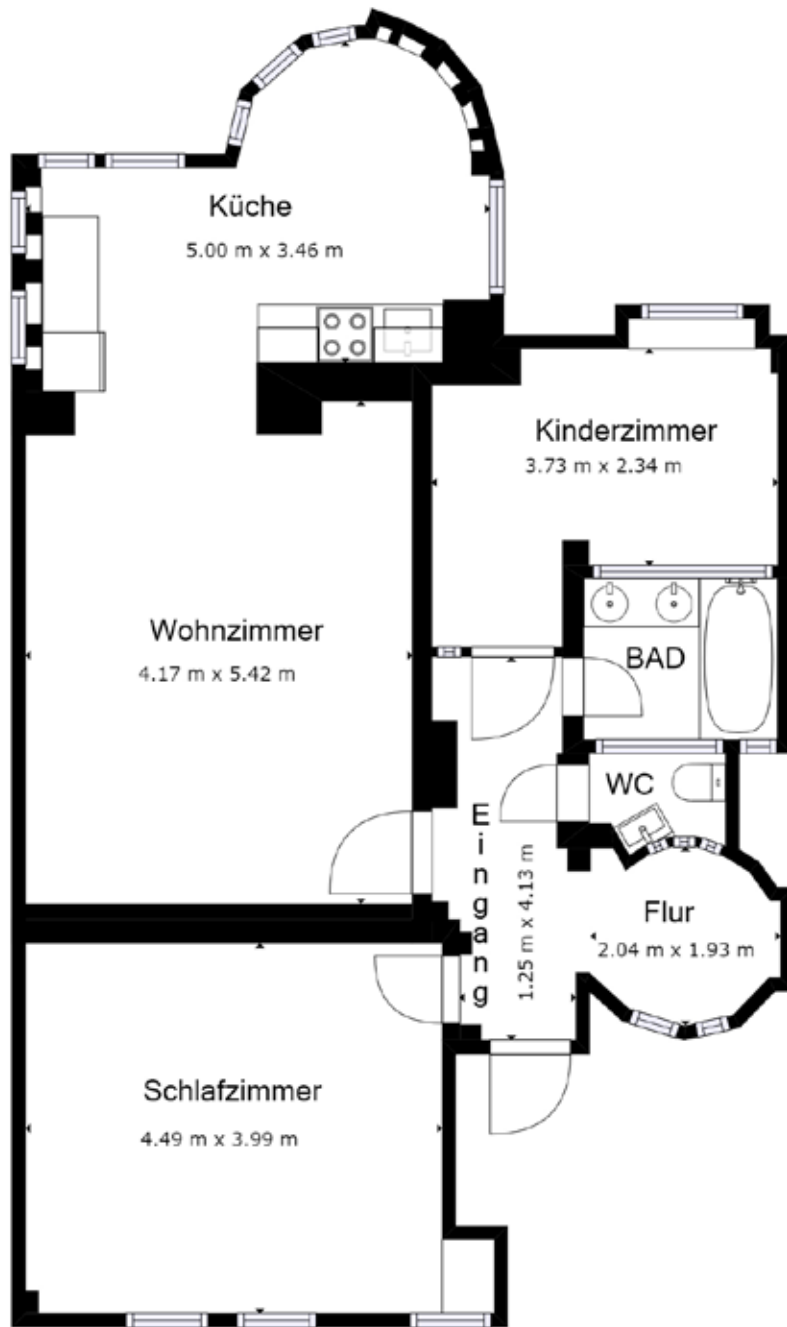 Küche
5.00 m x 3.46 m
Kinderzimmer
3.73 m x 2.34 m
Wohnzimmer
4.17 m x 5.42 m
BAD
WC
Eingang
1.25 m x 4.13 m
Flur
2.04 m x 1.93 m
Schlafzimmer
4.49 m x 3.99 m